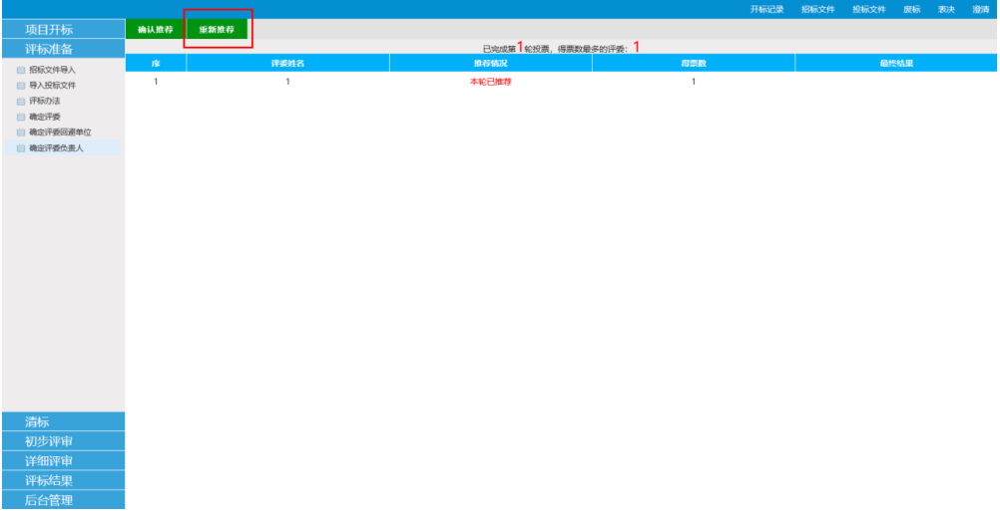 开标记录 招标文件 投标文件 废标 表决 澄清
项目开标
评标准备
招标文件导入
导入投标文件
评标办法
确定评委
确定评委回避单位
确定评委负责人
清标
初步评审
详细评审
评标结果
后台管理
确认推荐 重新推荐
已完成第1轮投票，得票数最多的评委：1
序 评委姓名 推荐情况 得票数 最终结果
1 1 本轮已推荐 1